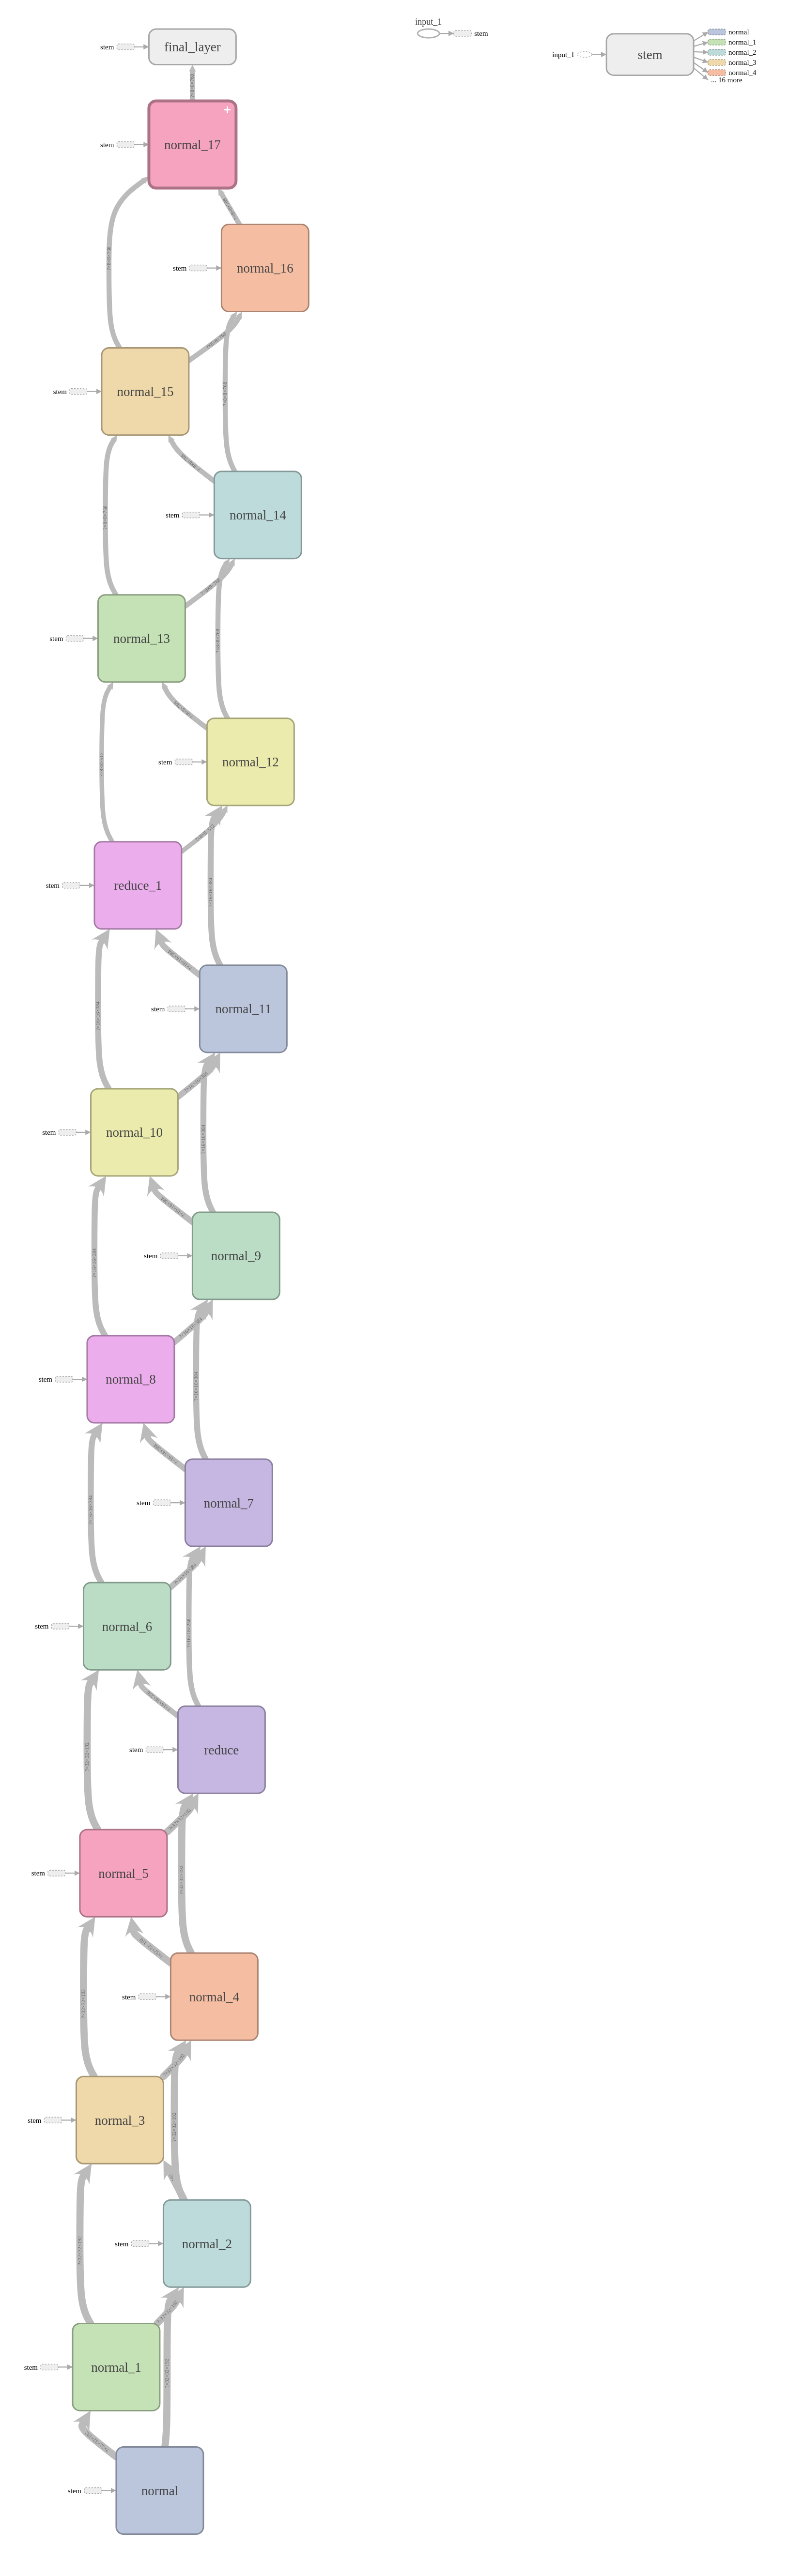 input_1
stem
input_1
stem
normal
normal_1
normal_2
normal_3
normal_4
... 16 more
stem
final_layer
stem
normal_17
stem
normal_16
stem
normal_15
stem
normal_14
stem
normal_13
stem
normal_12
stem
reduce_1
stem
normal_11
stem
normal_10
stem
normal_9
stem
normal_8
stem
normal_7
stem
normal_6
stem
reduce
stem
normal_5
stem
normal_4
stem
normal_3
stem
normal_2
stem
normal_1
stem
normal